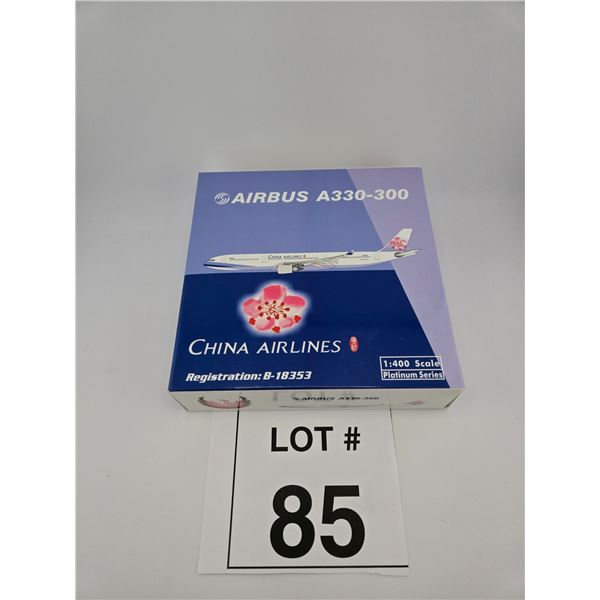 AIRBUS A330-300
CHINA AIRLINES
CHINA AIRLINES
Registration: B-18353
1:400 Scale
Platinum Series
AIRBUS A330-300
LOT #
LOT #
85